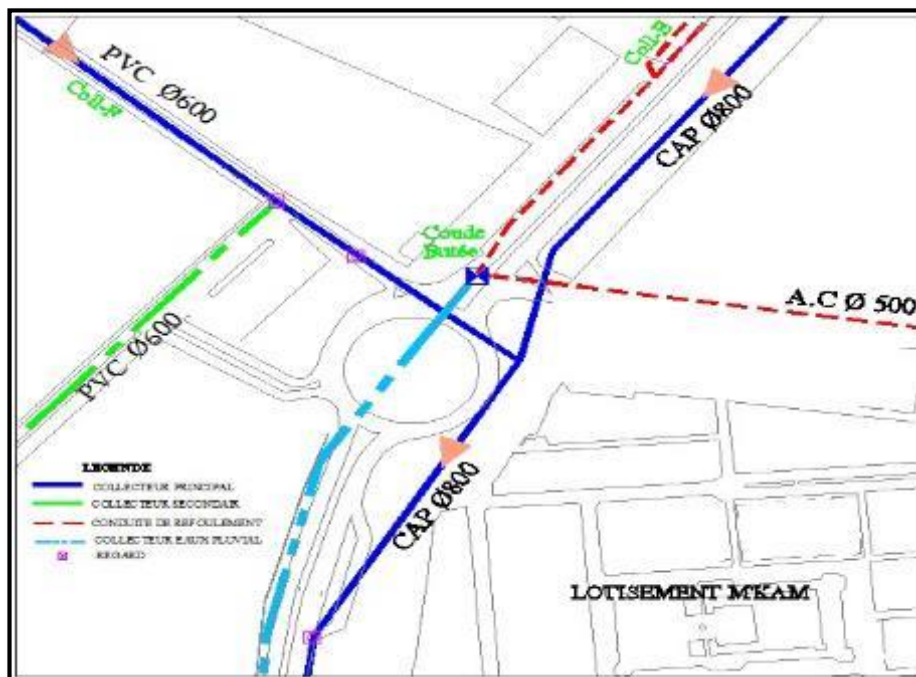 PVC Ø600
Coll-F
Coll-B
CAP Ø800
Coude
Butée
A.C Ø 500
PVC Ø600
CAP Ø800
LEGENDE
COLLECTEUR PRINCIPAL
COLLECTEUR SECONDAIR
CONDUITE DE REFOULEMENT
COLLECTEUR EAUX PLUVIAL
REGARD
LOTISEMENT M'KAM